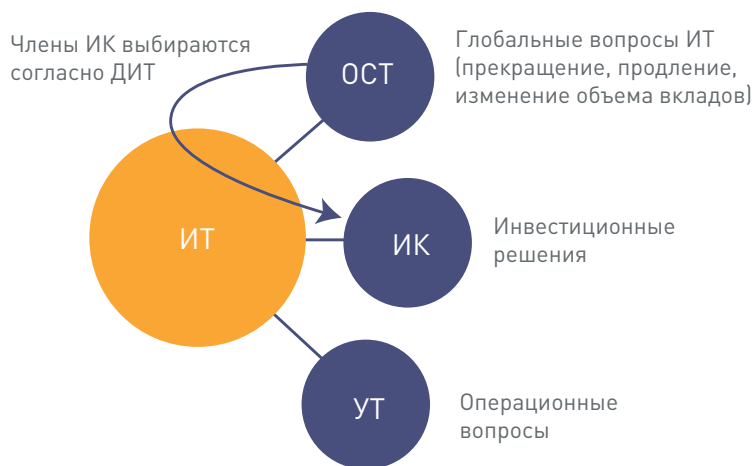 Члены ИК выбираются
согласно ДИТ
ОСТ
Глобальные вопросы ИТ
(прекращение, продление,
изменение объема вкладов)
ИТ
ИК
Инвестиционные
решения
УТ
Операционные
вопросы